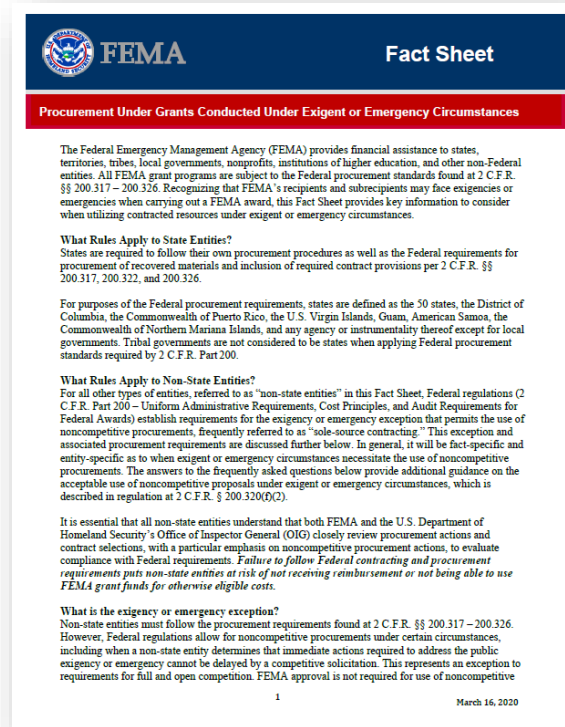 U.S. DEPARTMENT OF HOMELAND SECURITY
FEMA
Fact Sheet
Procurement Under Grants Conducted Under Exigent or Emergency Circumstances
The Federal Emergency Management Agency (FEMA) provides financial assistance to states,
territories, tribes, local governments, nonprofits, institutions of higher education, and other non-Federal
entities. All FEMA grant programs are subject to the Federal procurement standards found at 2 C.F.R.
§§ 200.317 – 200.326. Recognizing that FEMA's recipients and subrecipients may face exigencies or
emergencies when carrying out a FEMA award, this Fact Sheet provides key information to consider
when utilizing contracted resources under exigent or emergency circumstances.
What Rules Apply to State Entities?
States are required to follow their own procurement procedures as well as the Federal requirements for
procurement of recovered materials and inclusion of required contract provisions per 2 C.F.R. §§
200.317, 200.322, and 200.326.
For purposes of the Federal procurement requirements, states are defined as the 50 states, the District of
Columbia, the Commonwealth of Puerto Rico, the U.S. Virgin Islands, Guam, American Samoa, the
Commonwealth of Northern Mariana Islands, and any agency or instrumentality thereof except for local
governments. Tribal governments are not considered to be states when applying Federal procurement
standards required by 2 C.F.R. Part 200.
What Rules Apply to Non-State Entities?
For all other types of entities, referred to as "non-state entities" in this Fact Sheet, Federal regulations (2
C.F.R. Part 200 – Uniform Administrative Requirements, Cost Principles, and Audit Requirements for
Federal Awards) establish requirements for the exigency or emergency exception that permits the use of
noncompetitive procurements, frequently referred to as "sole-source contracting." This exception and
associated procurement requirements are discussed further below. In general, it will be fact-specific and
entity-specific as to when exigent or emergency circumstances necessitate the use of noncompetitive
procurements. The answers to the frequently asked questions below provide additional guidance on the
acceptable use of noncompetitive proposals under exigent or emergency circumstances, which is
described in regulation at 2 C.F.R. § 200.320(f)(2).
It is essential that all non-state entities understand that both FEMA and the U.S. Department of
Homeland Security's Office of Inspector General (OIG) closely review procurement actions and
contract selections, with a particular emphasis on noncompetitive procurement actions, to evaluate
compliance with Federal requirements. Failure to follow Federal contracting and procurement
requirements puts non-state entities at risk of not receiving reimbursement or not being able to use
FEMA grant funds for otherwise eligible costs.
What is the exigency or emergency exception?
Non-state entities must follow the procurement requirements found at 2 C.F.R. §§ 200.317 – 200.326.
However, Federal regulations allow for noncompetitive procurements under certain circumstances,
including when a non-state entity determines that immediate actions required to address the public
exigency or emergency cannot be delayed by a competitive solicitation. This represents an exception to
requirements for full and open competition. FEMA approval is not required for use of noncompetitive
1
March 16, 2020